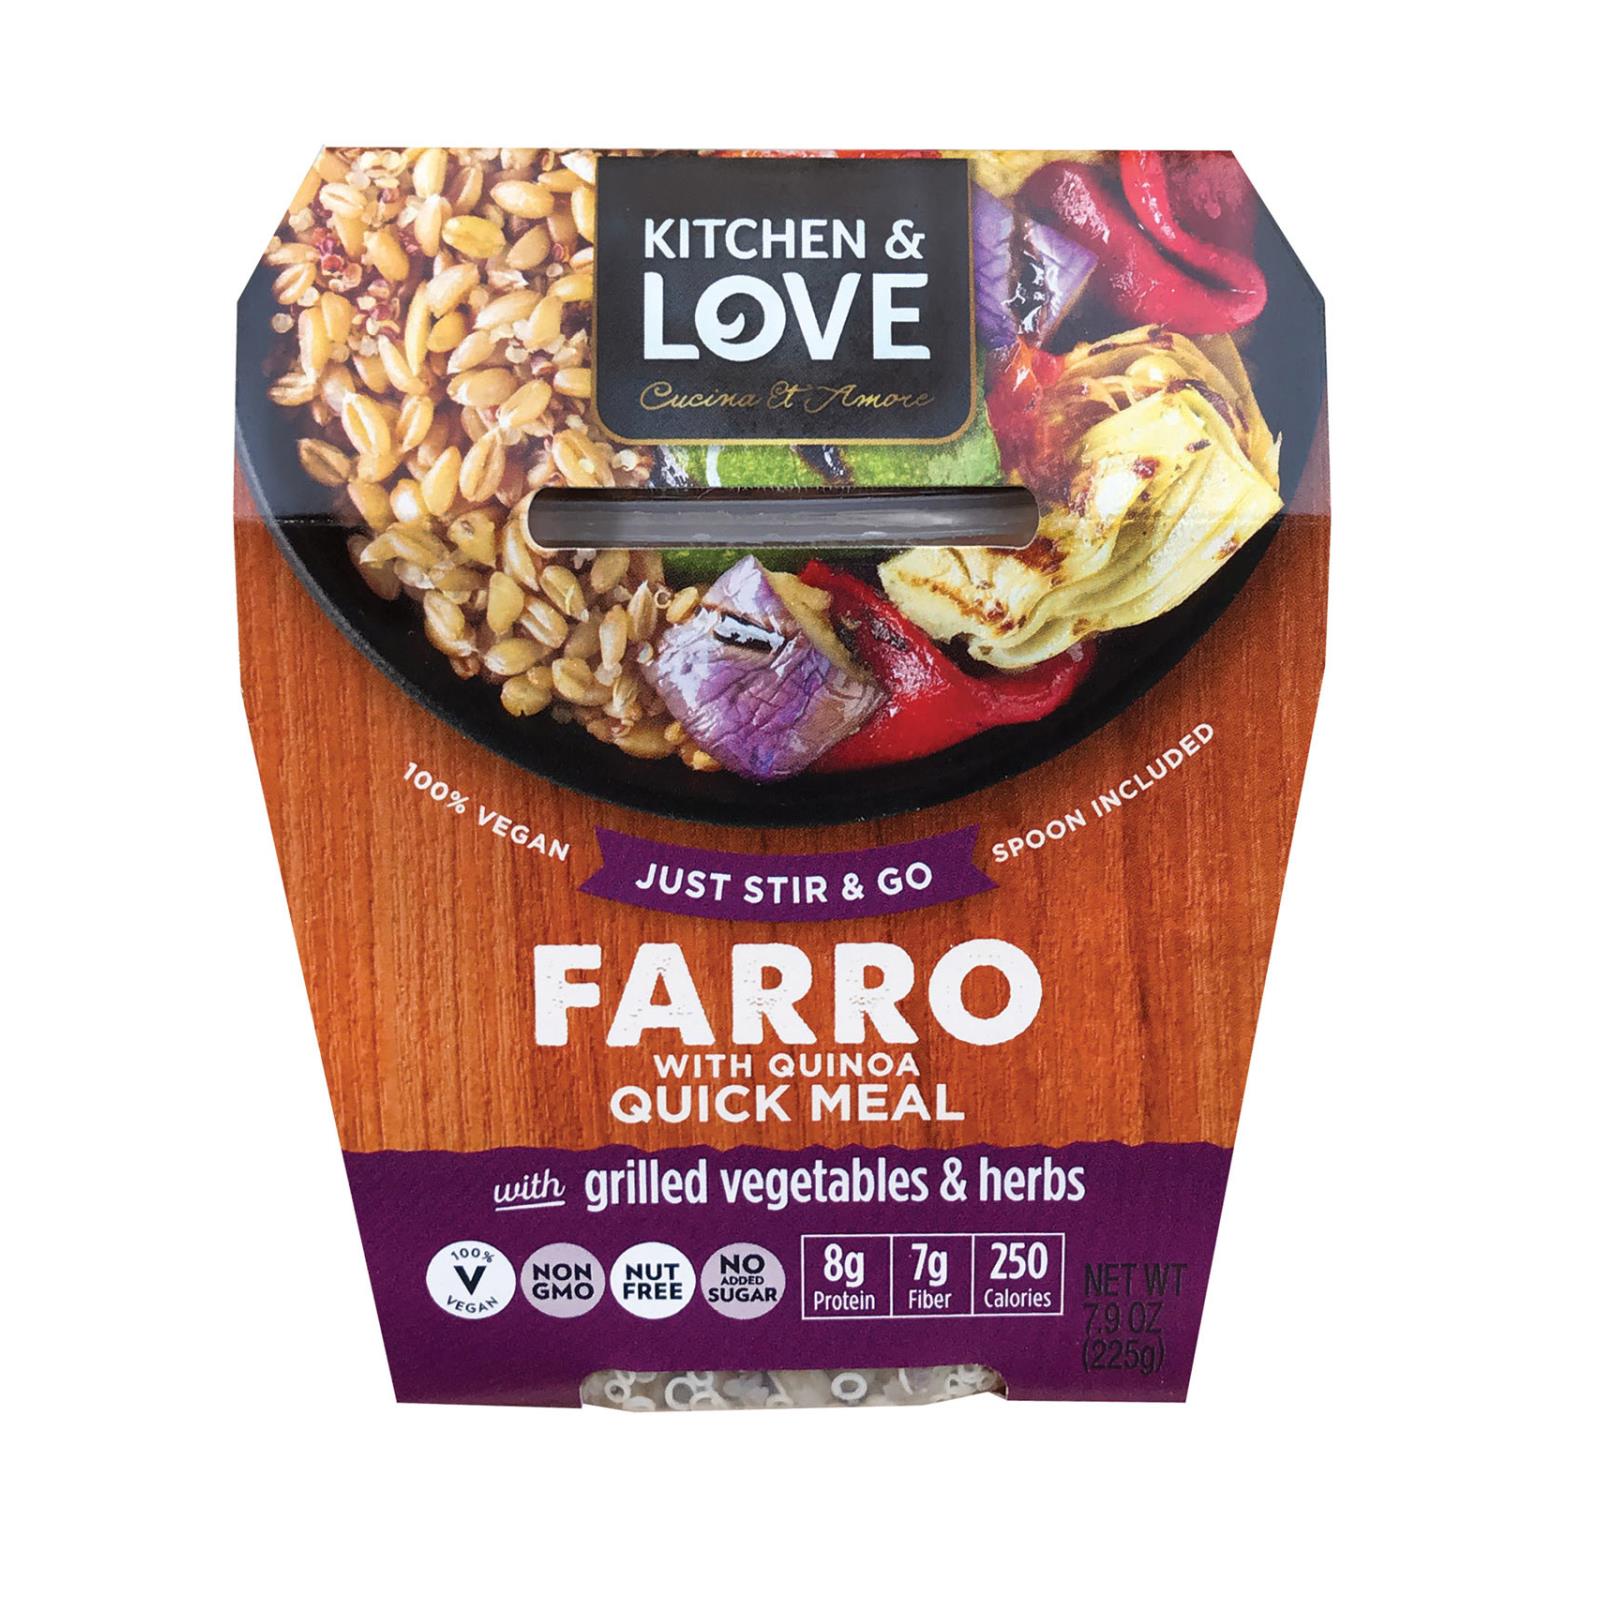 KITCHEN &
LOVE
Cucina Et Amore
100% VEGAN
JUST STIR & GO
SPOON INCLUDED
FARRO
WITH QUINOA
QUICK MEAL
with grilled vegetables & herbs
100%
V
VEGAN
NON
GMO
NUT
FREE
NO
ADDED
SUGAR
8g
Protein
7g
Fiber
250
Calories
NET WT
7.9 OZ
(225g)